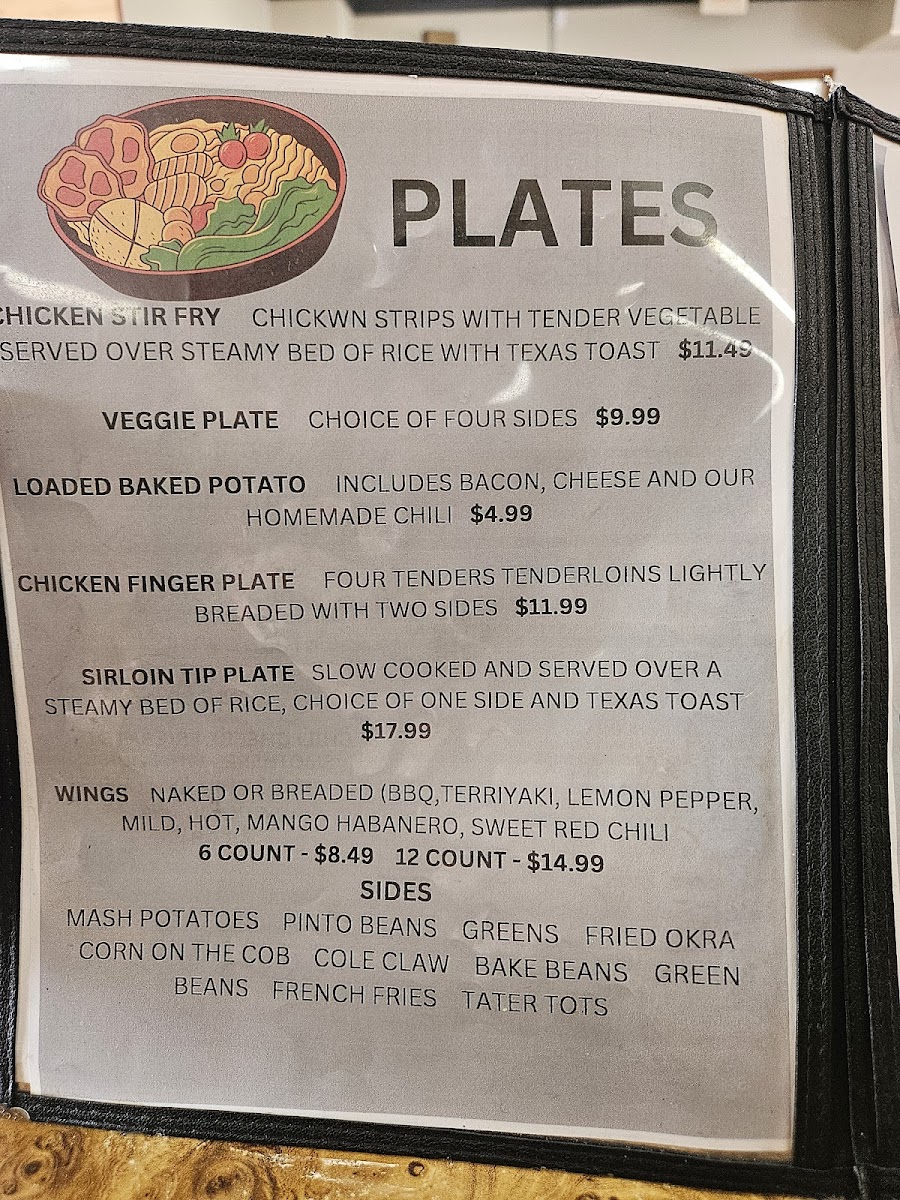 PLATES
CHICKEN STIR FRY CHICKWN STRIPS WITH TENDER VEGETABLE
SERVED OVER STEAMY BED OF RICE WITH TEXAS TOAST $11.49
VEGGIE PLATE CHOICE OF FOUR SIDES $9.99
LOADED BAKED POTATO INCLUDES BACON, CHEESE AND OUR
HOMEMADE CHILI $4.99
CHICKEN FINGER PLATE FOUR TENDERS TENDERLOINS LIGHTLY
BREADED WITH TWO SIDES $11.99
SIRLOIN TIP PLATE SLOW COOKED AND SERVED OVER A
STEAMY BED OF RICE, CHOICE OF ONE SIDE AND TEXAS TOAST
$17.99
WINGS NAKED OR BREADED (BBQ,TERRIYAKI, LEMON PEPPER,
MILD, HOT, MANGO HABANERO, SWEET RED CHILI
6 COUNT - $8.49 12 COUNT - $14.99
SIDES
MASH POTATOES PINTO BEANS GREENS FRIED OKRA
CORN ON THE COB COLE CLAW BAKE BEANS GREEN
BEANS FRENCH FRIES TATER TOTS